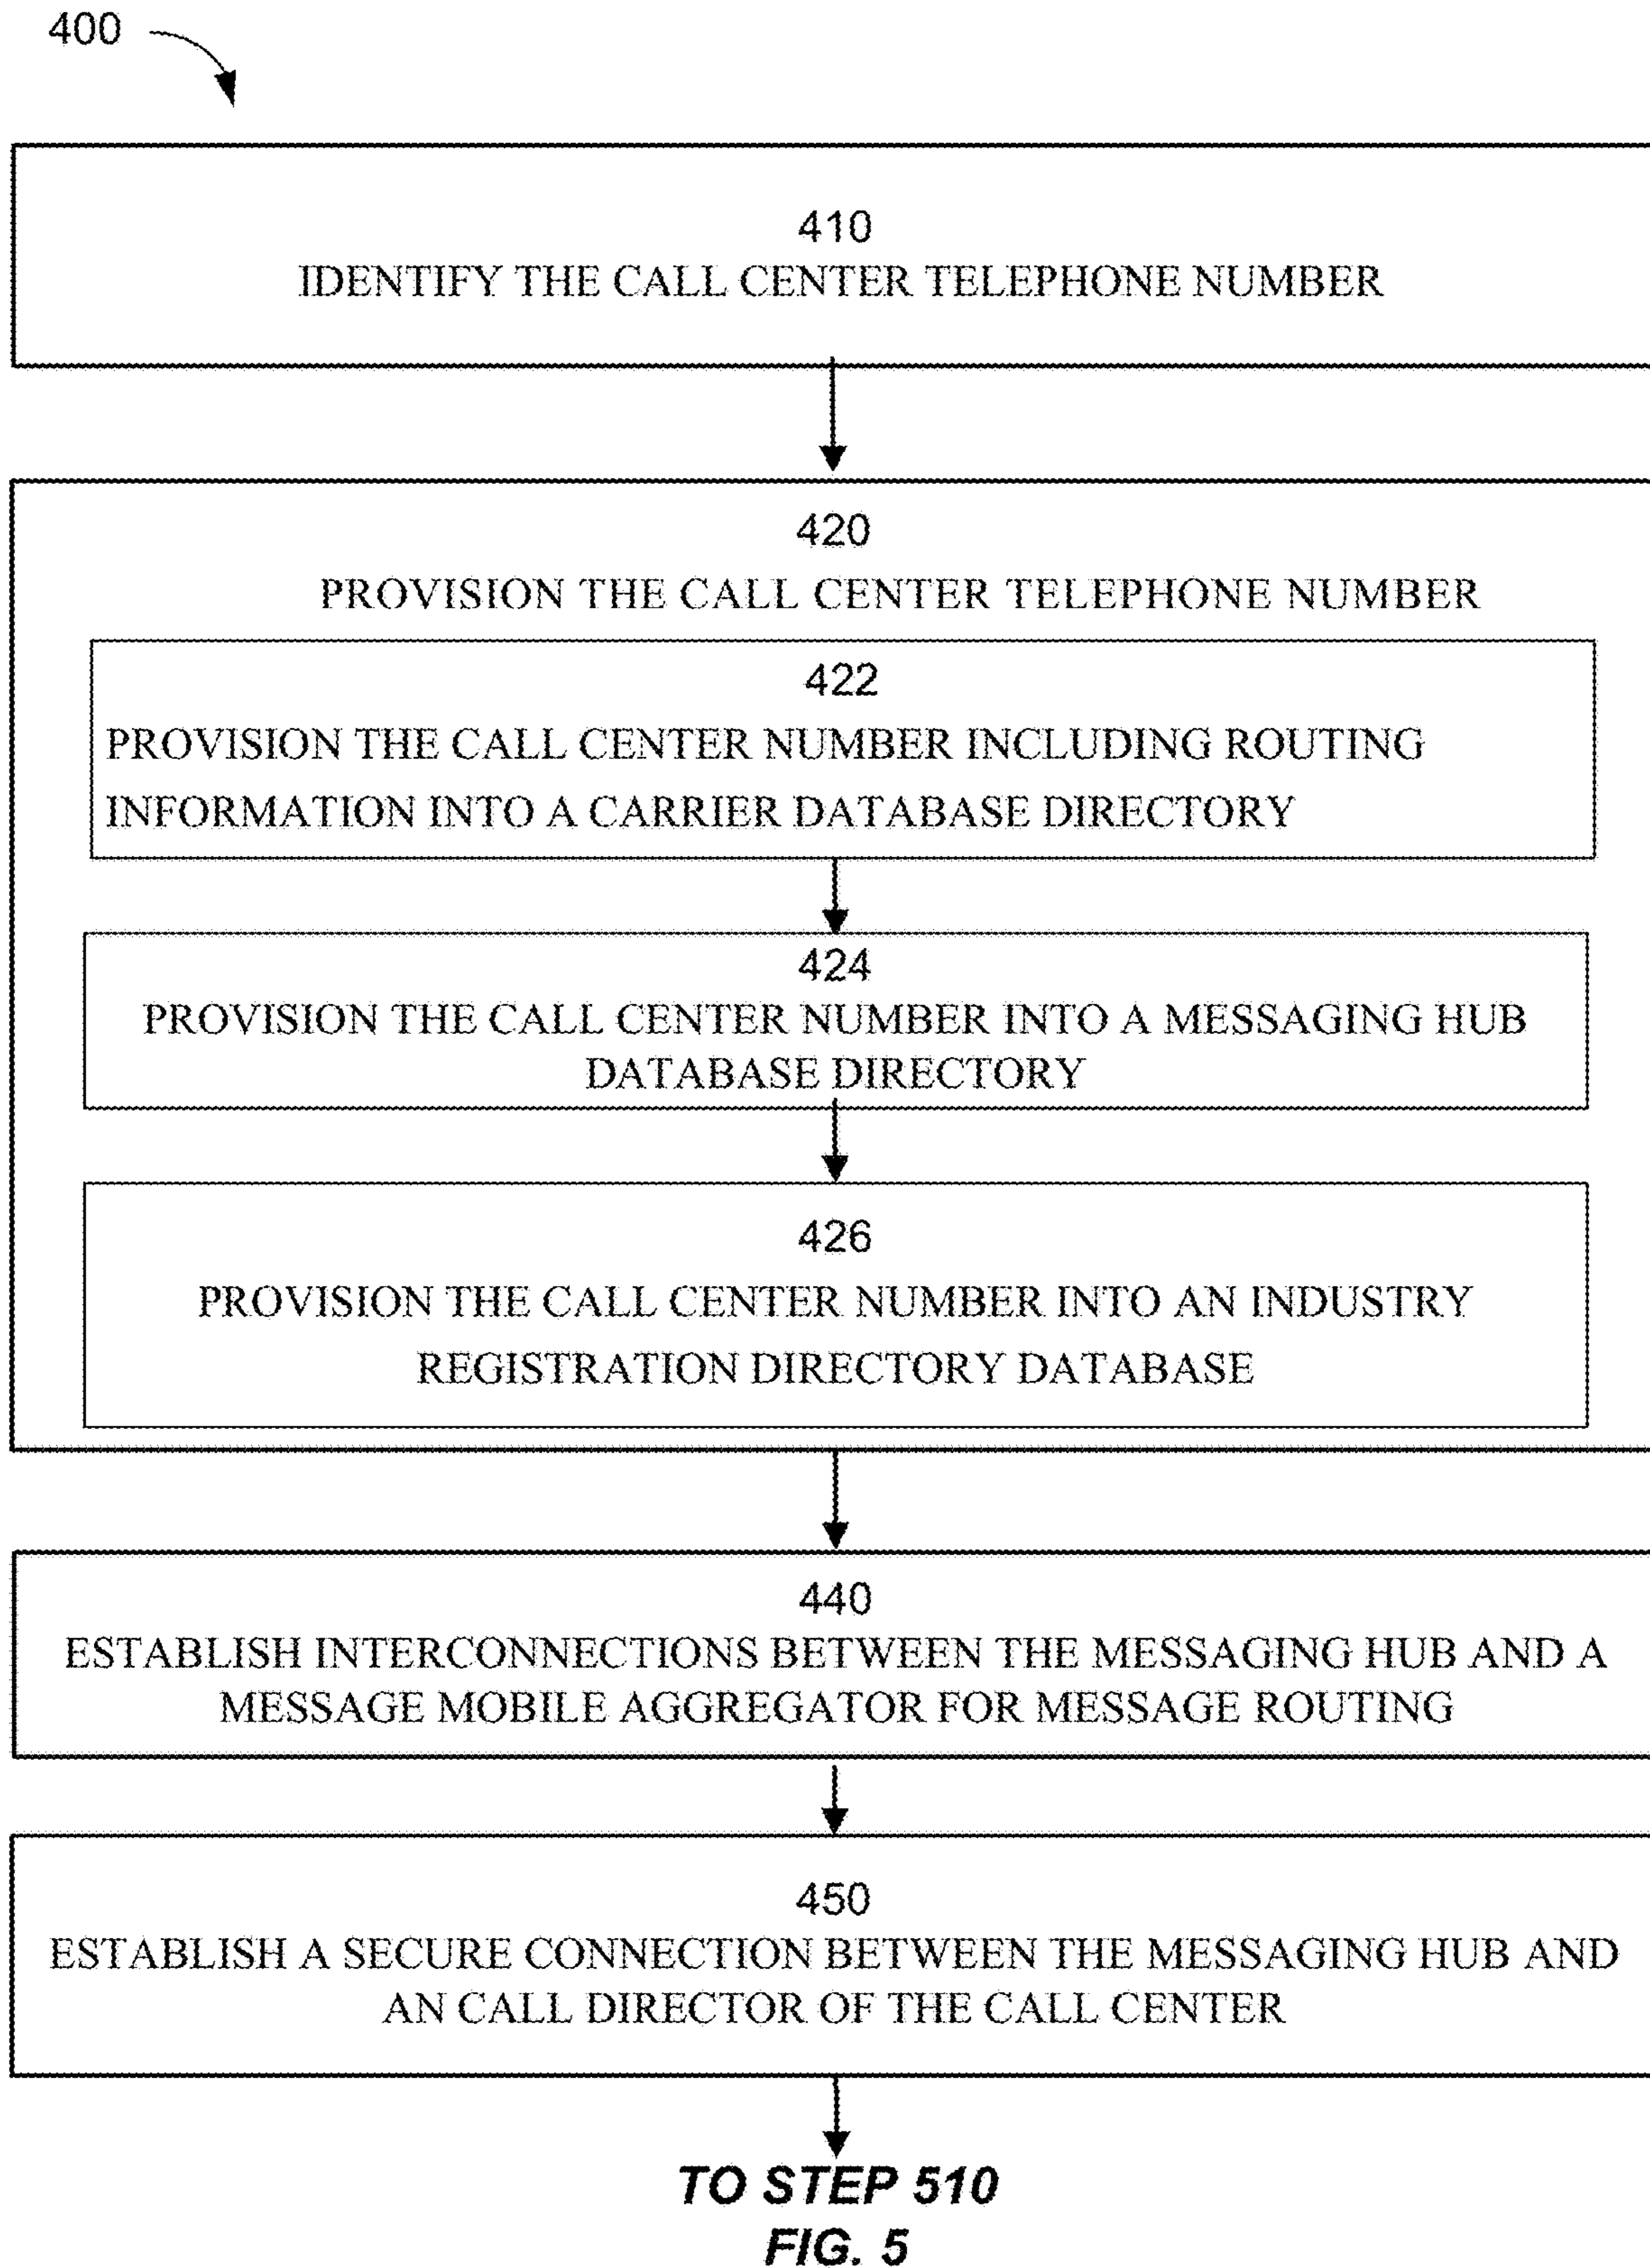 400
410
IDENTIFY THE CALL CENTER TELEPHONE NUMBER
420
PROVISION THE CALL CENTER TELEPHONE NUMBER
422
PROVISION THE CALL CENTER NUMBER INCLUDING ROUTING
INFORMATION INTO A CARRIER DATABASE DIRECTORY
424
PROVISION THE CALL CENTER NUMBER INTO A MESSAGING HUB
DATABASE DIRECTORY
426
PROVISION THE CALL CENTER NUMBER INTO AN INDUSTRY
REGISTRATION DIRECTORY DATABASE
440
ESTABLISH INTERCONNECTIONS BETWEEN THE MESSAGING HUB AND A
MESSAGE MOBILE AGGREGATOR FOR MESSAGE ROUTING
450
ESTABLISH A SECURE CONNECTION BETWEEN THE MESSAGING HUB AND
AN CALL DIRECTOR OF THE CALL CENTER
TO STEP 510
FIG. 5